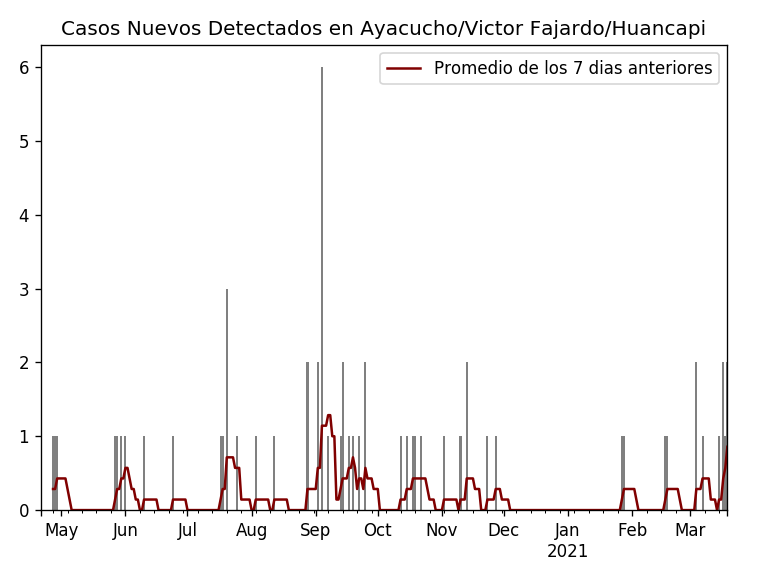 Casos Nuevos Detectados en Ayacucho/Victor Fajardo/Huancapi
Promedio de los 7 dias anteriores
6
5
4
3
2
1
0
May Jun Jul Aug Sep Oct Nov Dec Jan Feb Mar
2021